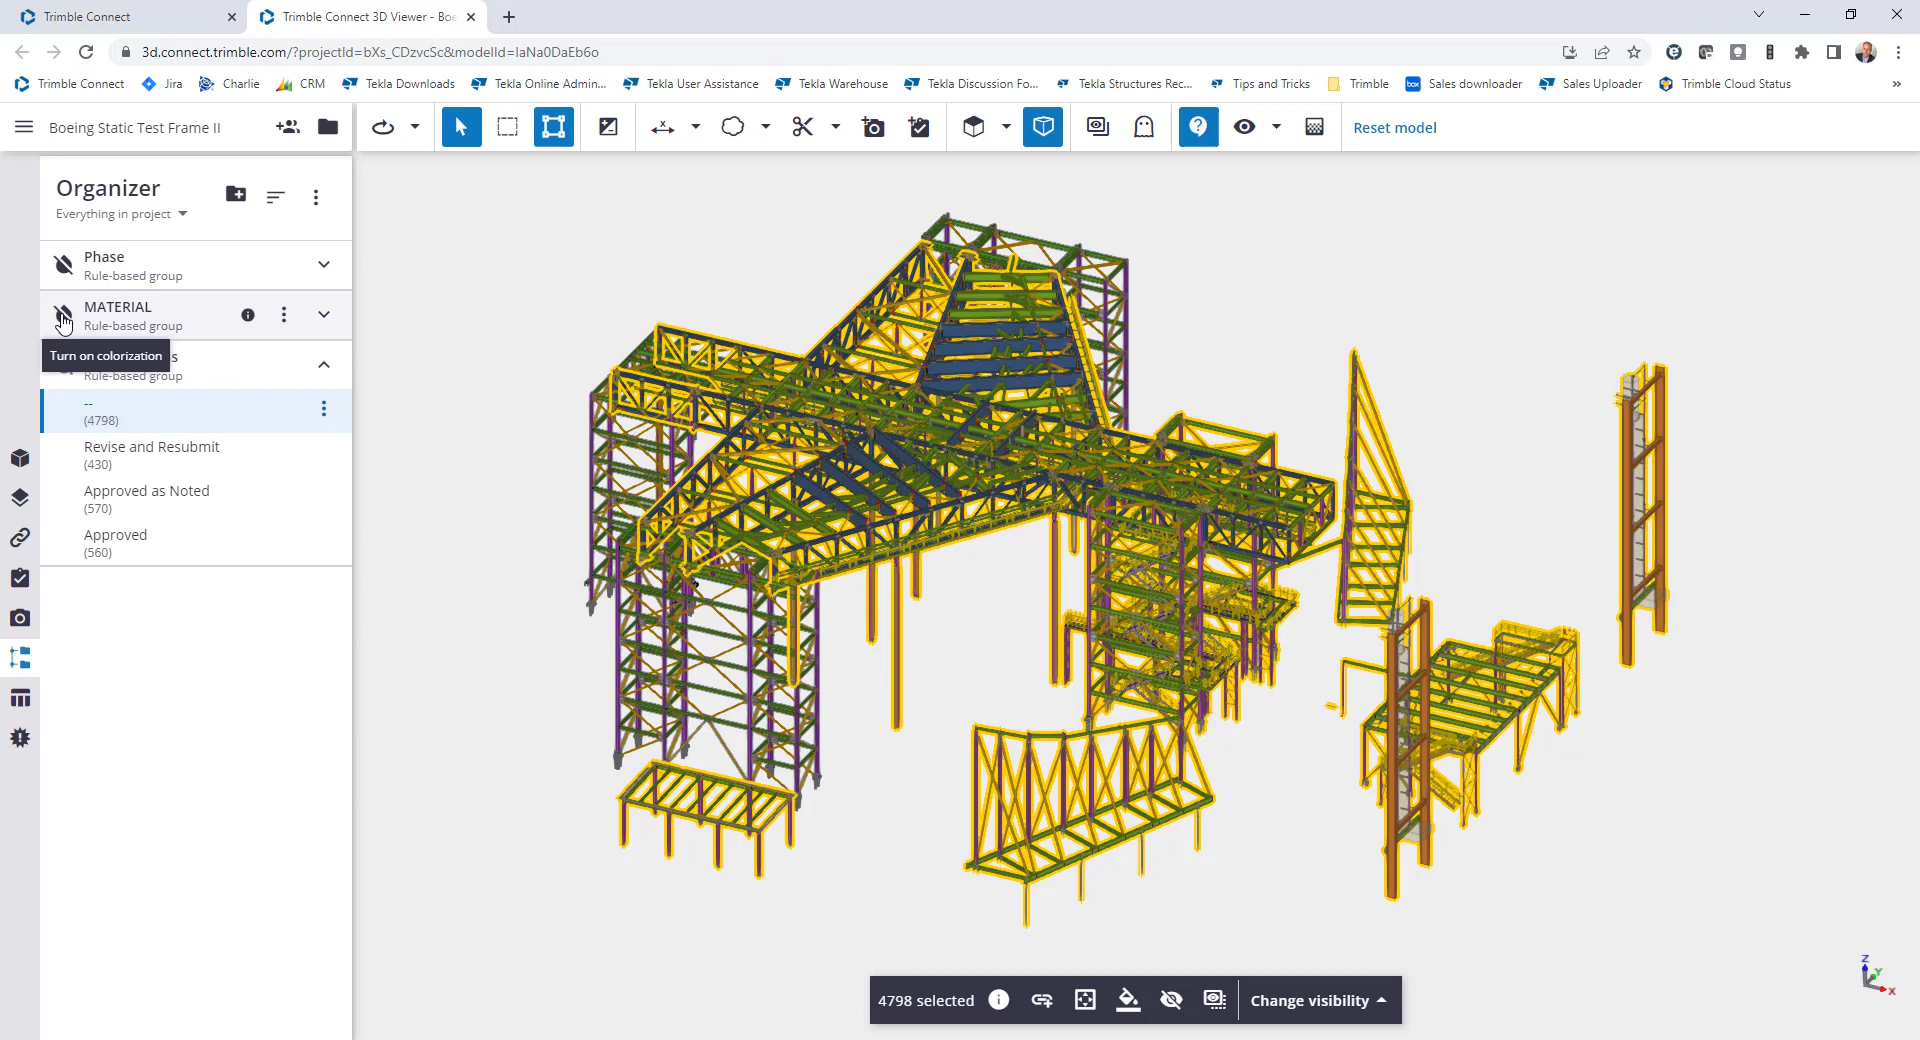 Trimble Connect
Trimble Connect 3D Viewer - Boe
3d.connect.trimble.com/?projectId=bXs_CDzvcSc&modelId=IaNa0DaEb6o
Trimble Connect
Jira
Charlie
CRM
Tekla Downloads
Tekla Online Admin...
Tekla User Assistance
Tekla Warehouse
Tekla Discussion Fo...
Tekla Structures Rec...
Tips and Tricks
Trimble
Sales downloader
Sales Uploader
Trimble Cloud Status
Boeing Static Test Frame II
Reset model
Organizer
Everything in project
Phase
Rule-based group
MATERIAL
Rule-based group
Turn on colorization
s
Rule-based group
--
(4798)
Revise and Resubmit
(430)
Approved as Noted
(570)
Approved
(560)
4798 selected
Change visibility
Z
Y
X